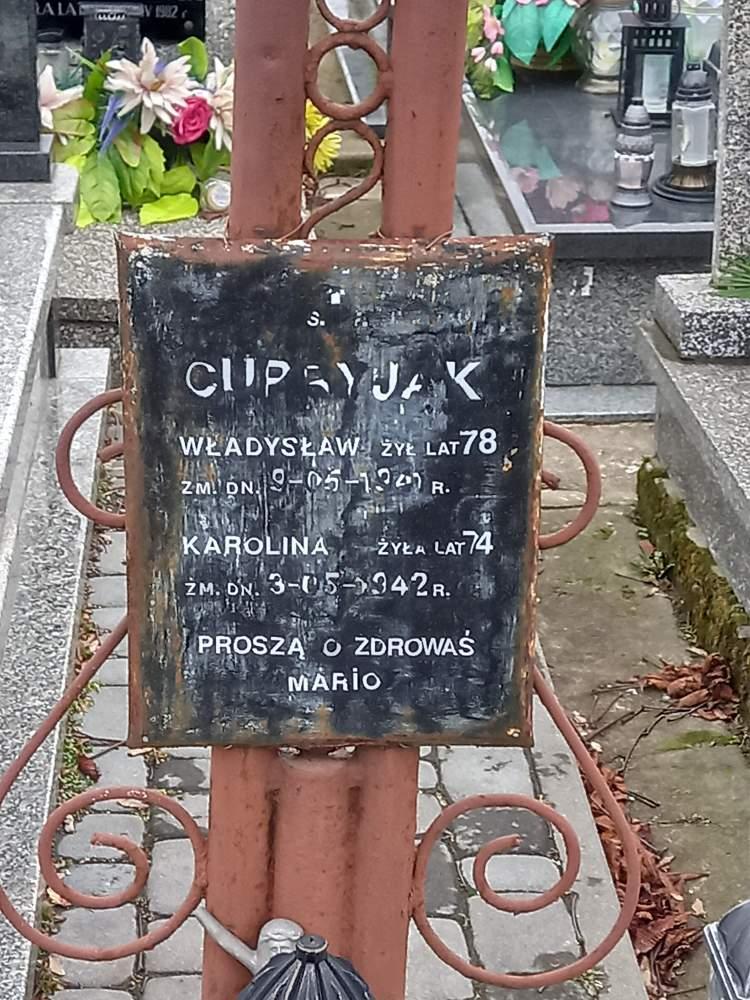 Ś.
CUPRYJAK
WŁADYSŁAW ŻYŁ LAT 78
ZM. DN. 9-05-1941 R.
KAROLINA ŻYŁA LAT 74
ZM. DN. 3-05-1942 R.
PROSZĄ O ZDROWAŚ
MARIO